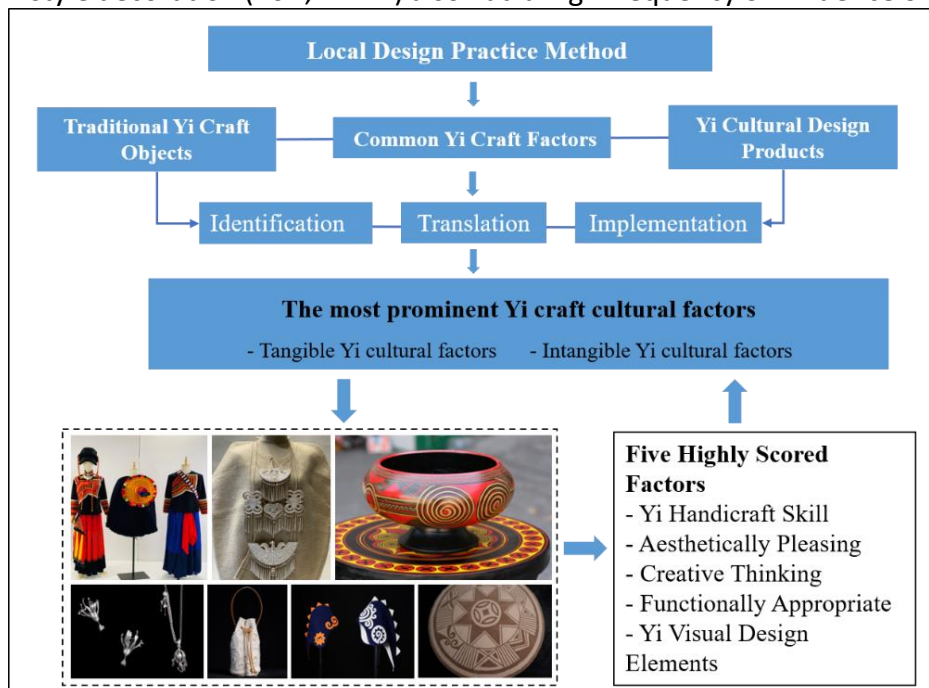 Local Design Practice Method
Traditional Yi Craft
Objects
Common Yi Craft Factors
Yi Cultural Design
Products
Identification
Translation
Implementation
The most prominent Yi craft cultural factors
- Tangible Yi cultural factors - Intangible Yi cultural factors
Five Highly Scored
Factors
- Yi Handicraft Skill
- Aesthetically Pleasing
- Creative Thinking
- Functionally Appropriate
- Yi Visual Design
Elements